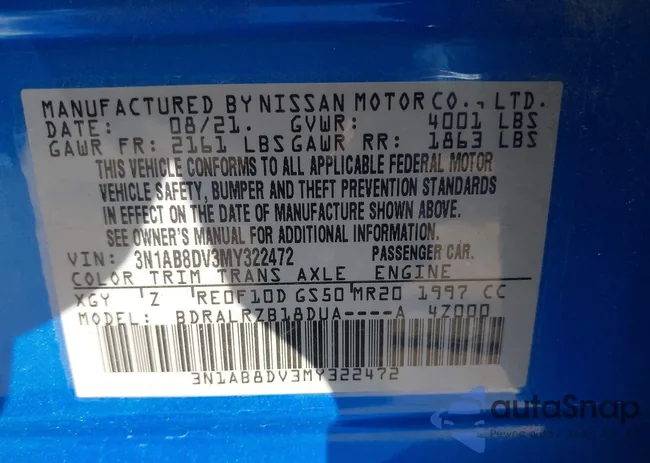 MANUFACTURED BY NISSAN MOTOR CO., LTD.
DATE: 08/21. GVWR: 4001 LBS
GAWR FR: 2161 LBS GAWR RR: 1863 LBS
THIS VEHICLE CONFORMS TO ALL APPLICABLE FEDERAL MOTOR
VEHICLE SAFETY, BUMPER AND THEFT PREVENTION STANDARDS
IN EFFECT ON THE DATE OF MANUFACTURE SHOWN ABOVE.
SEE OWNER'S MANUAL FOR ADDITIONAL INFORMATION.
VIN: 3N1AB8DV3MY322472 PASSENGER CAR.
COLOR TRIM TRANS AXLE ENGINE
XGY Z RE0F10D GS50 MR20 1997 CC
MODEL: BDRALRZB18DUA----A 4Z000
3N1AB8DV3MY322472
autoSnap